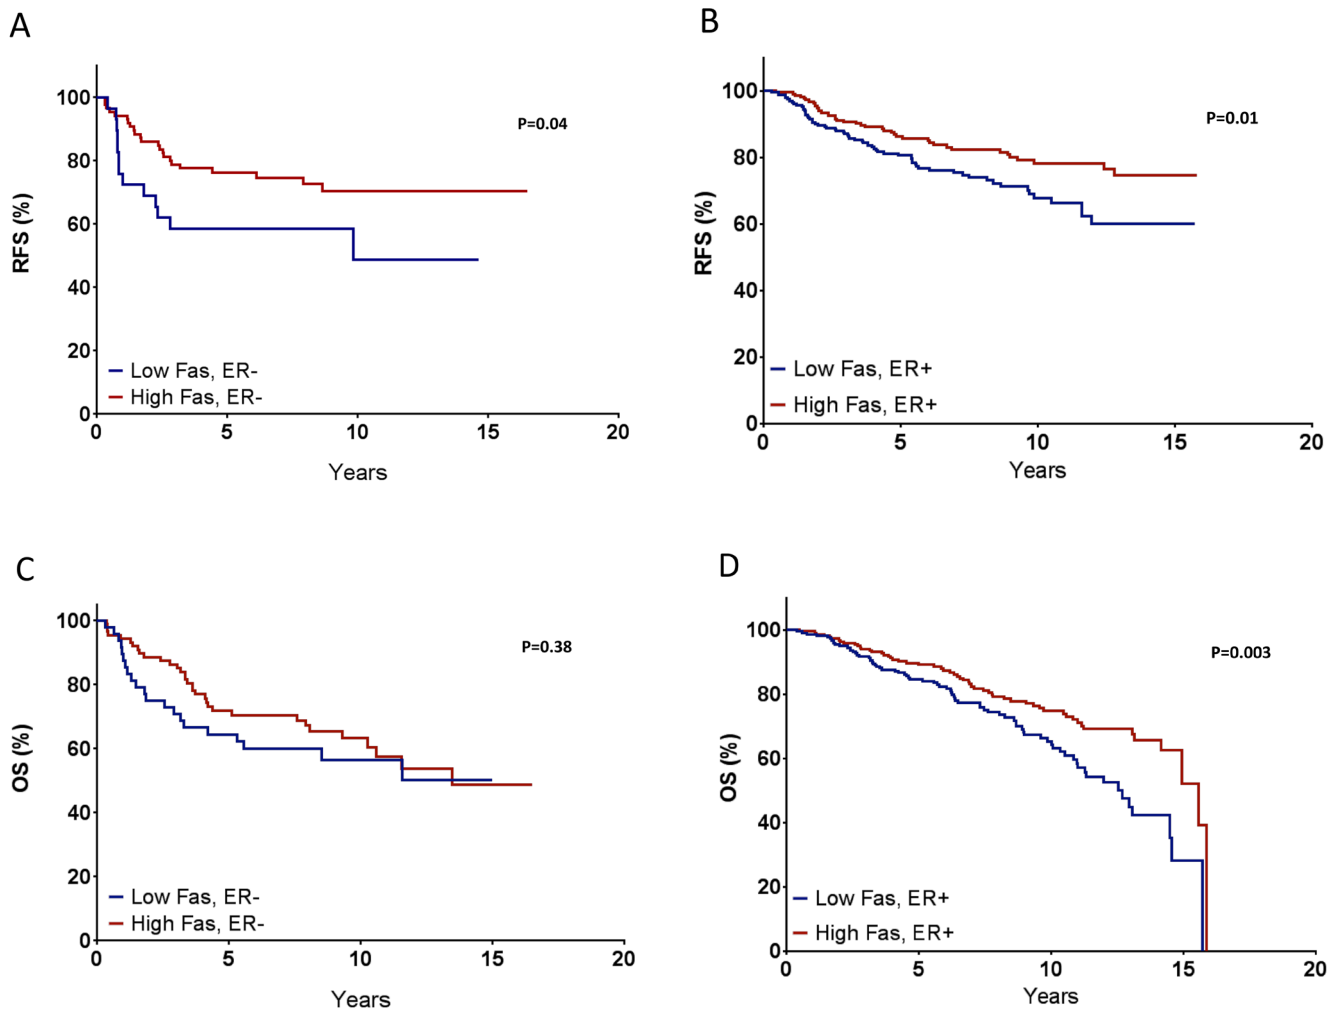 A
100
80
60
40
20
0
RFS (%)
P=0.04
Low Fas, ER-
High Fas, ER-
0 5 10 15 20
Years
B
100
80
60
40
20
0
RFS (%)
P=0.01
Low Fas, ER+
High Fas, ER+
0 5 10 15 20
Years
C
100
80
60
40
20
0
OS (%)
P=0.38
Low Fas, ER-
High Fas, ER-
0 5 10 15 20
Years
D
100
80
60
40
20
0
OS (%)
P=0.003
Low Fas, ER+
High Fas, ER+
0 5 10 15 20
Years